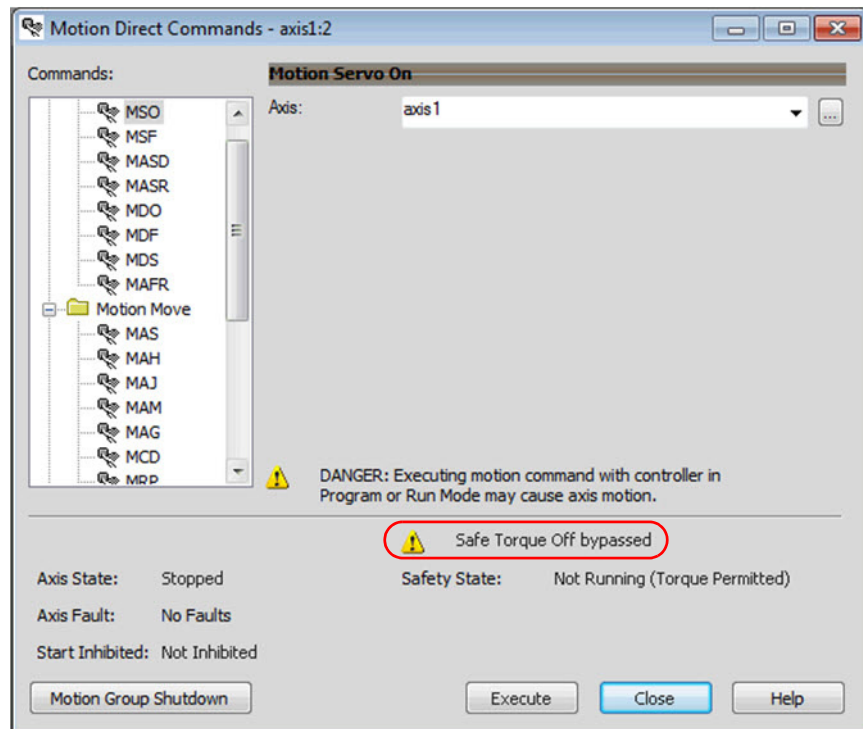 Motion Direct Commands - axis1:2
Commands:
Motion Servo On
Axis: axis1 ...
MSO
MSF
MASD
MASR
MDO
MDF
MDS
MAFR
Motion Move
MAS
MAH
MAJ
MAM
MAG
MCD
MRP
DANGER: Executing motion command with controller in
Program or Run Mode may cause axis motion.
Safe Torque Off bypassed
Axis State: Stopped Safety State: Not Running (Torque Permitted)
Axis Fault: No Faults
Start Inhibited: Not Inhibited
Motion Group Shutdown Execute Close Help